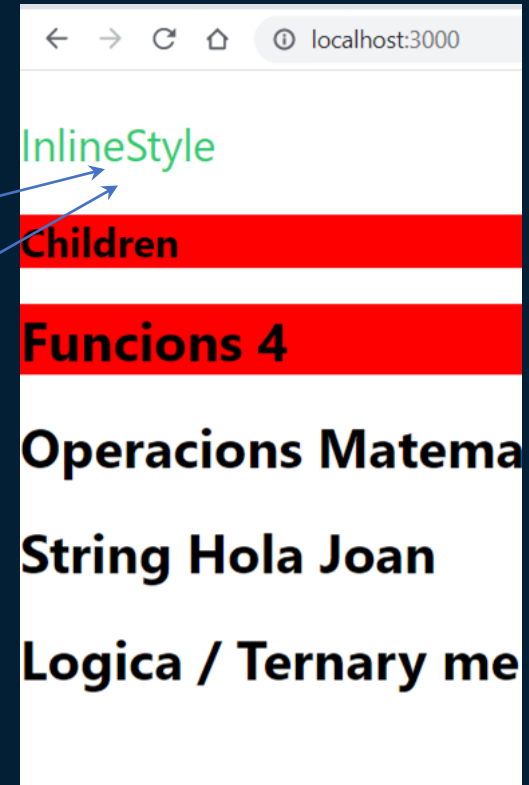 localhost:3000
InlineStyle
Children
Funcions 4
Operacions Matema
String Hola Joan
Logica / Ternary me